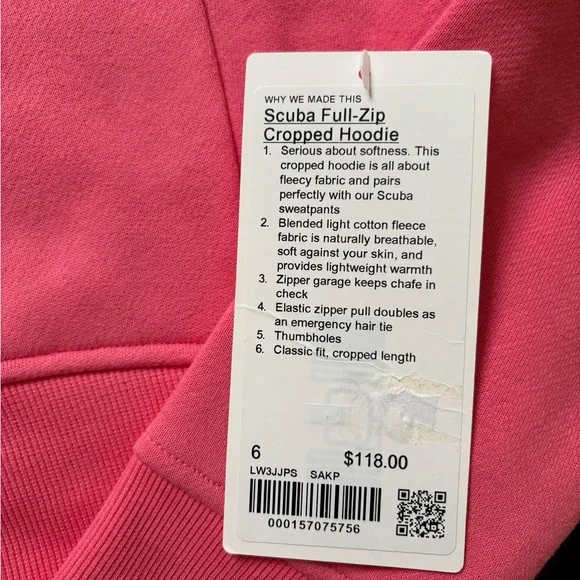 WHY WE MADE THIS
Scuba Full-Zip
Cropped Hoodie
1. Serious about softness. This
cropped hoodie is all about
fleecy fabric and pairs
perfectly with our Scuba
sweatpants
2. Blended light cotton fleece
fabric is naturally breathable,
soft against your skin, and
provides lightweight warmth
3. Zipper garage keeps chafe in
check
4. Elastic zipper pull doubles as
an emergency hair tie
5. Thumbholes
6. Classic fit, cropped length
6 $118.00
LW3JJPS SAKP
000157075756